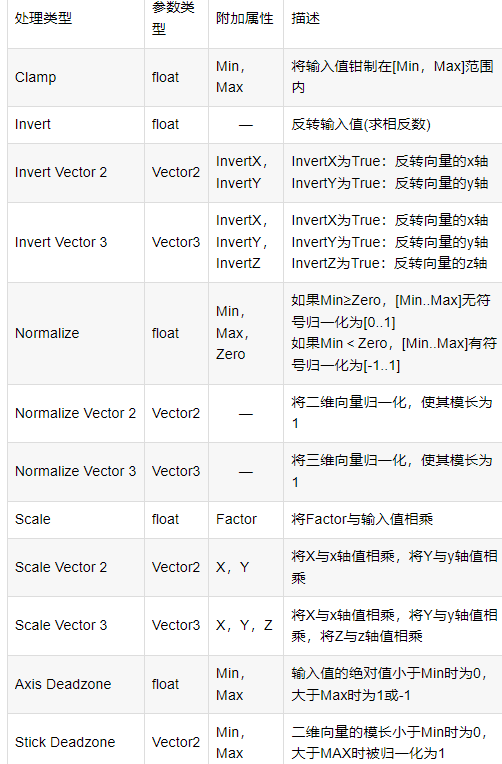 处理类型 参数类型 附加属性 描述
Clamp float Min，Max 将输入值钳制在[Min，Max]范围内
Invert float — 反转输入值(求相反数)
Invert Vector 2 Vector2 InvertX，InvertY InvertX为True：反转向量的x轴
InvertY为True：反转向量的y轴
Invert Vector 3 Vector3 InvertX，InvertY，InvertZ InvertX为True：反转向量的x轴
InvertY为True：反转向量的y轴
InvertZ为True：反转向量的z轴
Normalize float Min，Max，Zero 如果Min≥Zero，[Min..Max]无符号归一化为[0..1]
如果Min＜Zero，[Min..Max]有符号归一化为[-1..1]
Normalize Vector 2 Vector2 — 将二维向量归一化，使其模长为1
Normalize Vector 3 Vector3 — 将三维向量归一化，使其模长为1
Scale float Factor 将Factor与输入值相乘
Scale Vector 2 Vector2 X，Y 将X与x轴值相乘，将Y与y轴值相乘
Scale Vector 3 Vector3 X，Y，Z 将X与x轴值相乘，将Y与y轴值相乘，将Z与z轴值相乘
Axis Deadzone float Min，Max 输入值的绝对值小于Min时为0，大于Max时为1或-1
Stick Deadzone Vector2 Min，Max 二维向量的模长小于Min时为0，大于MAX时被归一化为1